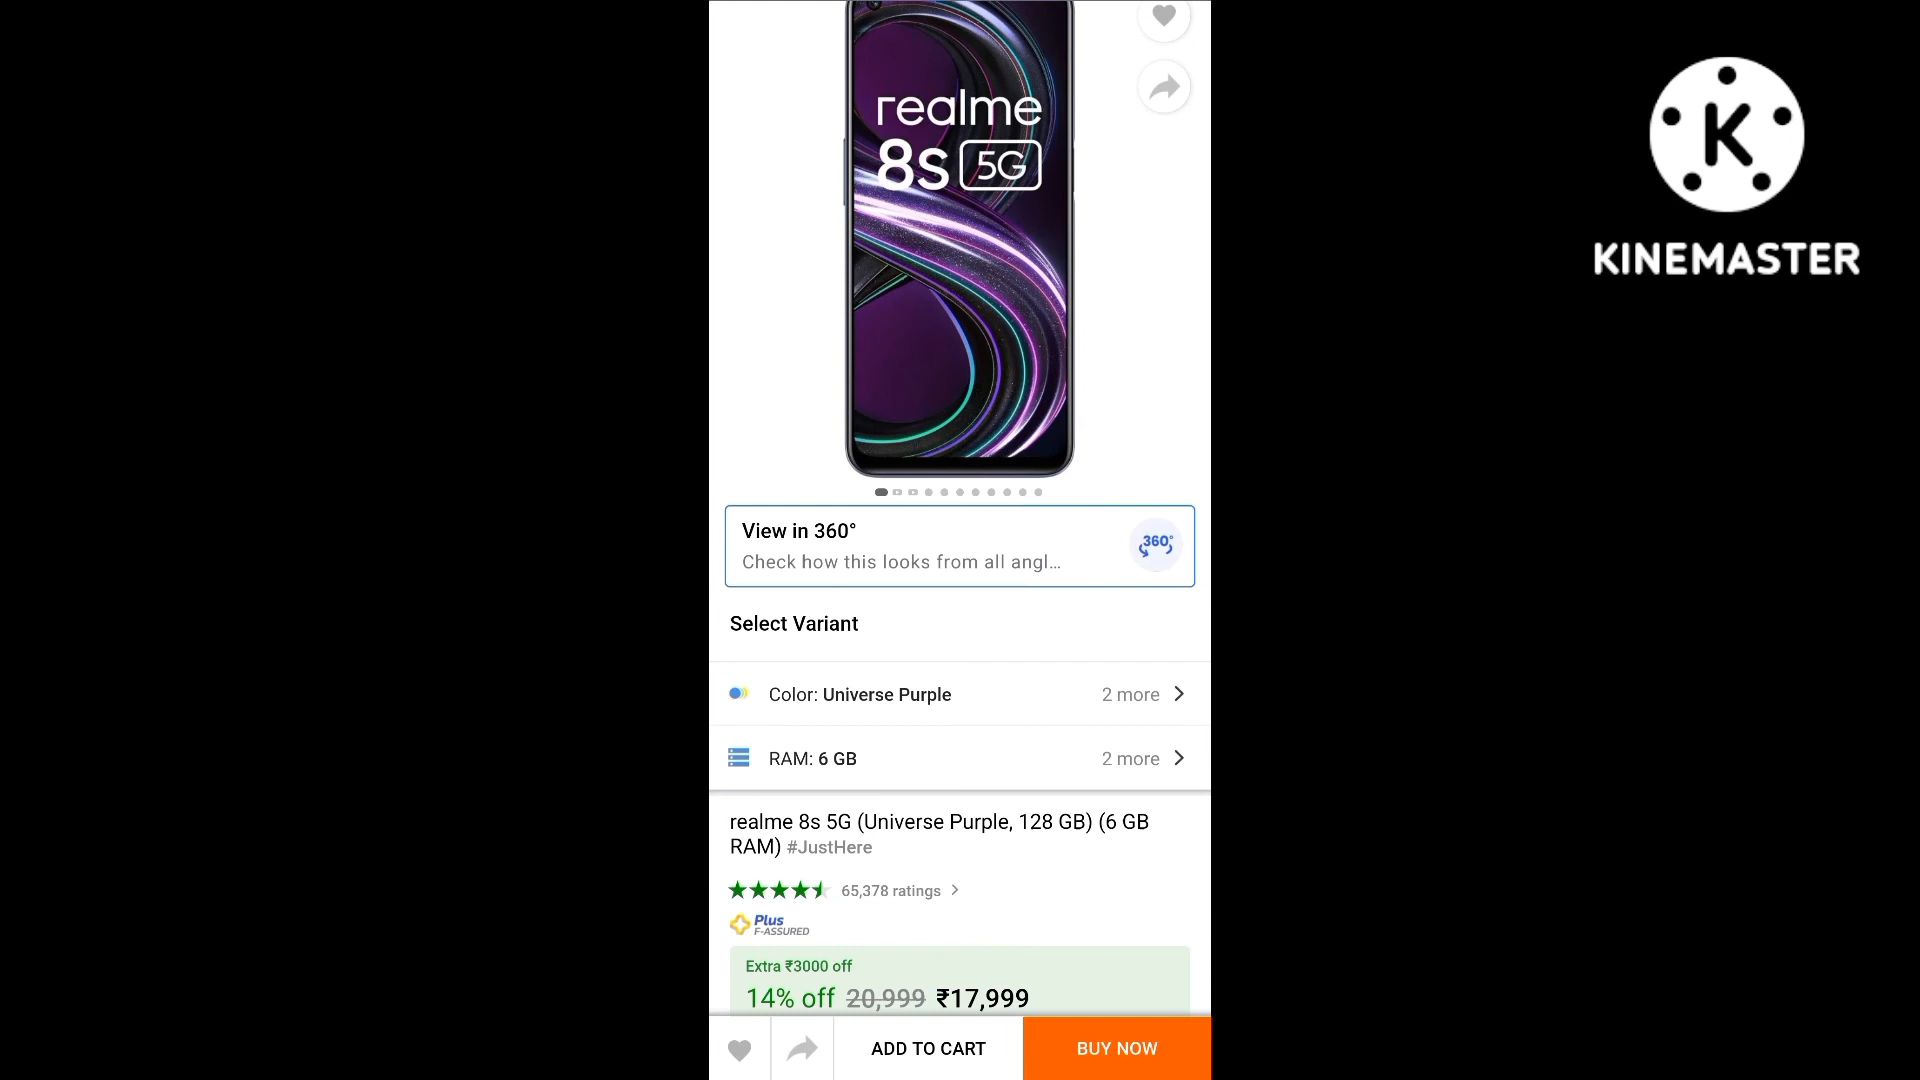 realme
8s 5G
K
KINEMASTER
View in 360°
360°
Check how this looks from all angl...
Select Variant
Color: Universe Purple
2 more
RAM: 6 GB
2 more
realme 8s 5G (Universe Purple, 128 GB) (6 GB
RAM) #JustHere
65,378 ratings
Plus
F-ASSURED
Extra ₹3000 off
14% off 20,999 ₹17,999
ADD TO CART
BUY NOW